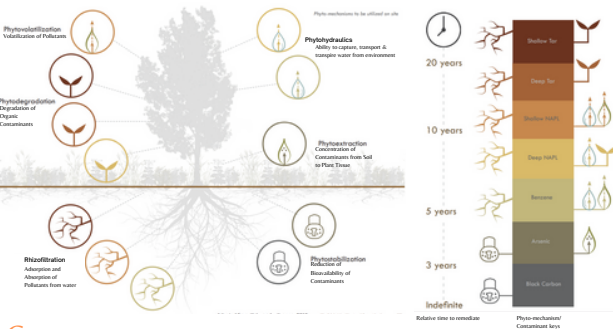 Phyto mechanisms to be utilized on site
Phytovolatilization
Volatilization of Pollutants
Phytohydraulics
Ability to capture, transport &
transpire water from environment
Phytodegradation
Degradation of
Organic
Contaminants
Phytoextraction
Concentration of
Contaminants from Soil
to Plant Tissue
Rhizofiltration
Adsorption and
Absorption of
Pollutants from water
Phytostabilization
Reduction of
Bioavailability of
Contaminants
20 years
10 years
5 years
3 years
Indefinite
Shallow Tar
Deep Tar
Shallow NAPL
Deep NAPL
Benzene
Arsenic
Black Carbon
Relative time to remediate
Phyto-mechanism/
Contaminant keys